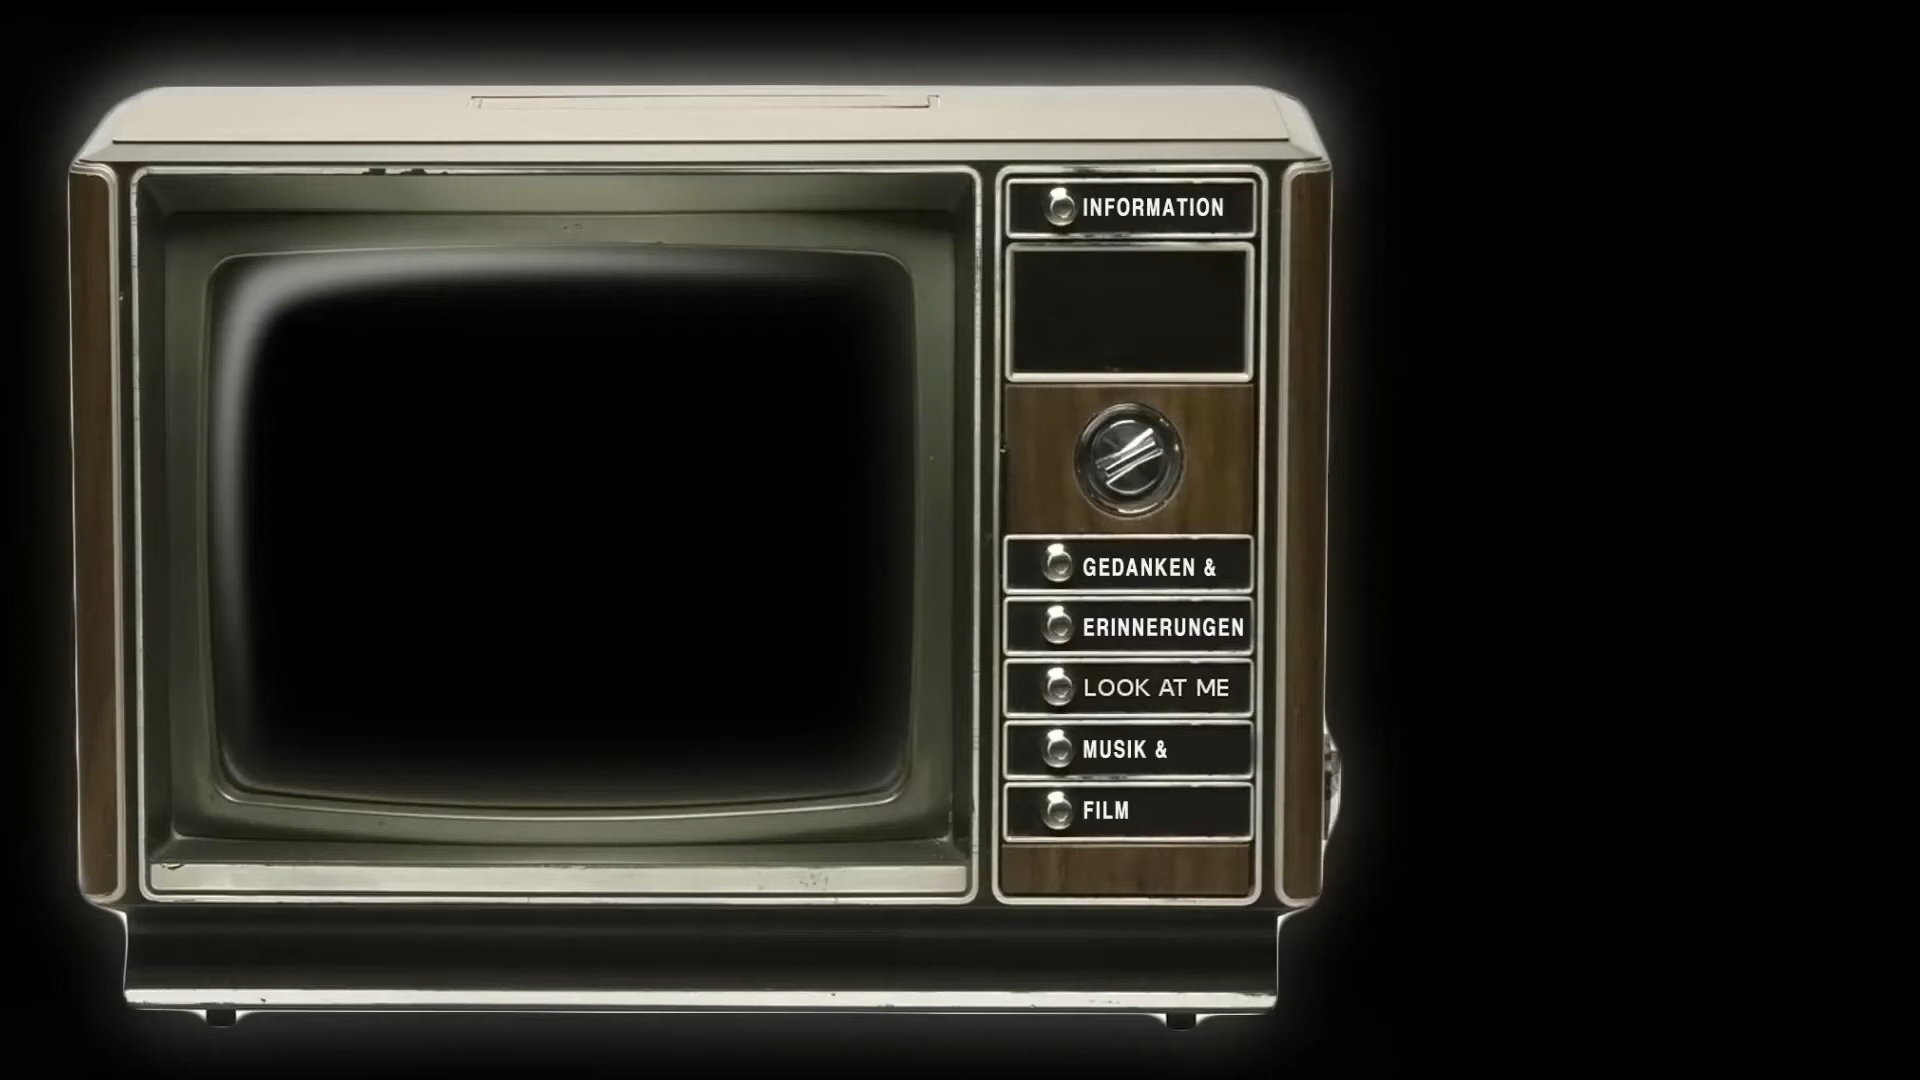 INFORMATION
GEDANKEN &
ERINNERUNGEN
LOOK AT ME
MUSIK &
FILM